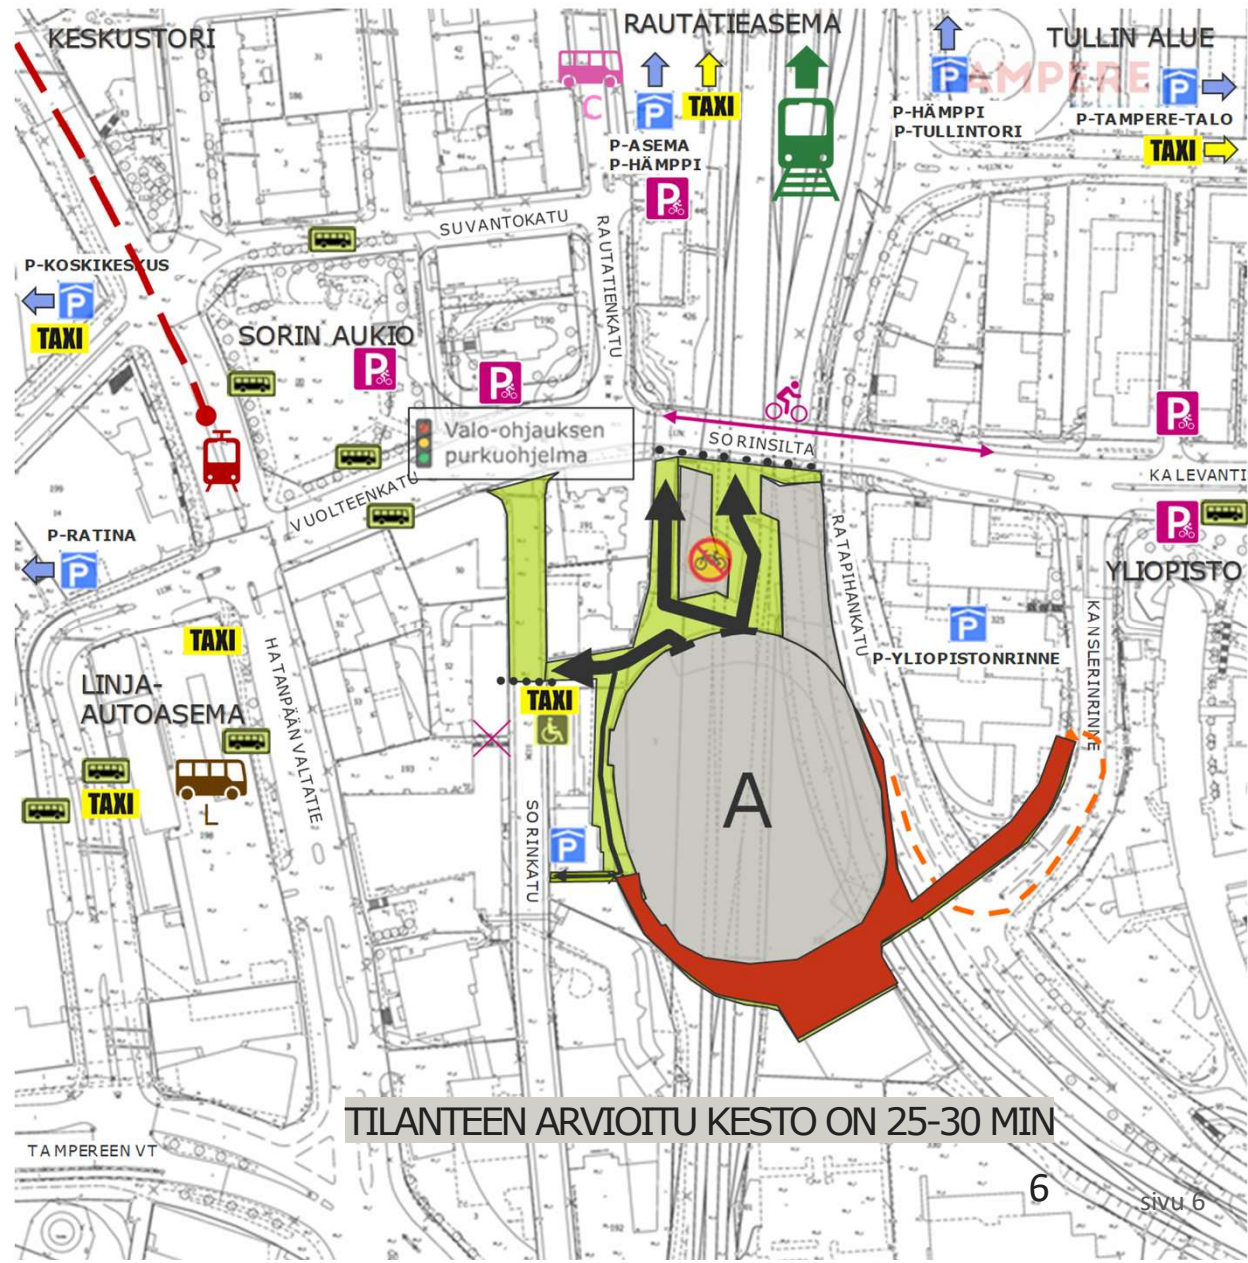 KESKUSTORI
RAUTATIEASEMA
TULLIN ALUE
TAMPERE
C
TAXI
P-ASEMA
P-HÄMPPI
P-HÄMPPI
P-TULLINTORI
P-TAMPERE-TALO
TAXI
SUVANTOKATU
RAUTATIENKATU
P-KOSKIKESKUS
TAXI
SORIN AUKIO
Valo-ohjauksen
purkuohjelma
SORINSILTA
KALEVANTI
VUOLTEENKATU
P-RATINA
RATAPIHANKATU
YLIOPISTO
KANSLERINRINNE
P-YLIOPISTONRINNE
TAXI
HATANPÄÄN VALTATIE
LINJA-
AUTOASEMA
TAXI
TAXI
L
A
SORINKATU
TILANTEEN ARVIOITU KESTO ON 25-30 MIN
TAMPEREEN VT
6
sivu 6